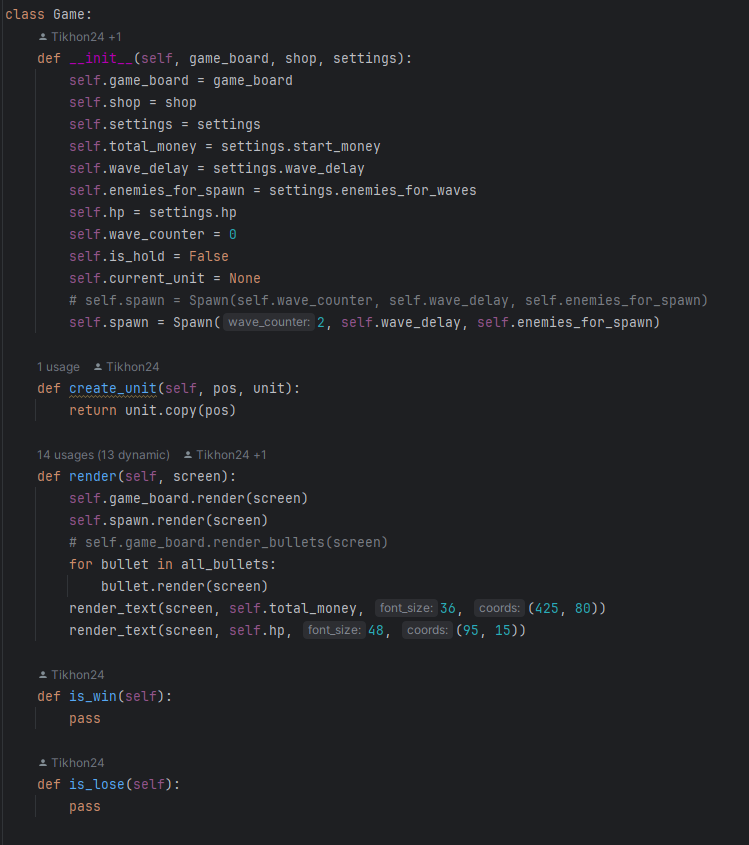 class Game:
Tikhon24 +1
    def __init__(self, game_board, shop, settings):
        self.game_board = game_board
        self.shop = shop
        self.settings = settings
        self.total_money = settings.start_money
        self.wave_delay = settings.wave_delay
        self.enemies_for_spawn = settings.enemies_for_waves
        self.hp = settings.hp
        self.wave_counter = 0
        self.is_hold = False
        self.current_unit = None
        # self.spawn = Spawn(self.wave_counter, self.wave_delay, self.enemies_for_spawn)
        self.spawn = Spawn( wave_counter: 2, self.wave_delay, self.enemies_for_spawn)
1 usage Tikhon24
    def create_unit(self, pos, unit):
        return unit.copy(pos)
14 usages (13 dynamic) Tikhon24 +1
    def render(self, screen):
        self.game_board.render(screen)
        self.spawn.render(screen)
        # self.game_board.render_bullets(screen)
        for bullet in all_bullets:
            bullet.render(screen)
        render_text(screen, self.total_money, font_size: 36, coords: (425, 80))
        render_text(screen, self.hp, font_size: 48, coords: (95, 15))
Tikhon24
    def is_win(self):
        pass
Tikhon24
    def is_lose(self):
        pass